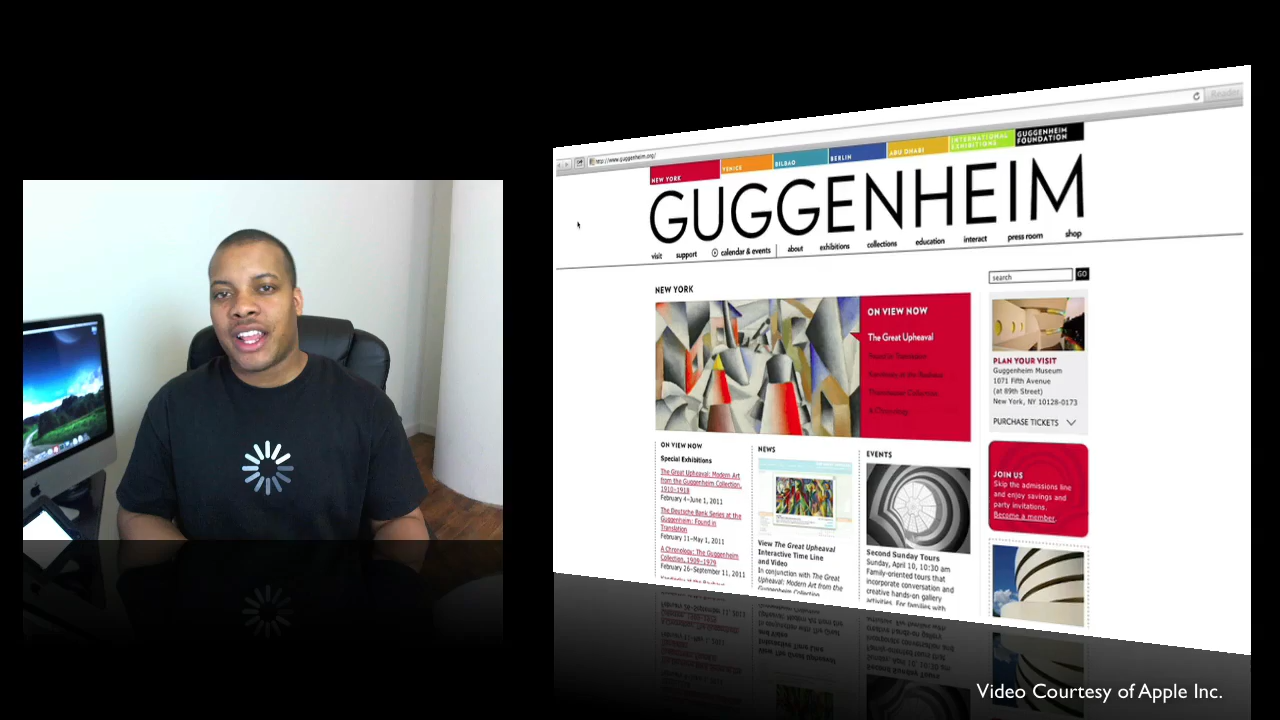 Reader
http://www.guggenheim.org/
NEW YORK
VENICE
BILBAO
BERLIN
ABU DHABI
INTERNATIONAL
EXHIBITIONS
GUGGENHEIM
FOUNDATION
GUGGENHEIM
visit
support
calendar & events
about
exhibitions
collections
education
interact
press room
shop
search
GO
NEW YORK
ON VIEW NOW
The Great Upheaval
PLAN YOUR VISIT
Guggenheim Museum
1071 Fifth Avenue
(at 89th Street)
New York, NY 10128-0173
PURCHASE TICKETS
ON VIEW NOW
Special Exhibitions
The Great Upheaval: Modern Art
from the Guggenheim Collection,
1910–1918
February 4–June 1, 2011
The Deutsche Bank Series at the
Guggenheim: Found in
Translation
February 11–May 1, 2011
A Chronology: The Guggenheim
Collection, 1909–1979
February 26–September 11, 2011
NEWS
View The Great Upheaval
Interactive Time Line
and Video
In conjunction with The Great
Upheaval: Modern Art from the
Guggenheim Collection
EVENTS
Second Sunday Tours
Sunday, April 10, 10:30 am
Family-oriented tours that
incorporate conversation and
creative hands-on gallery
activities. For families with
JOIN US
Skip the admissions line
and enjoy savings and
party invitations.
Become a member.
Video Courtesy of Apple Inc.